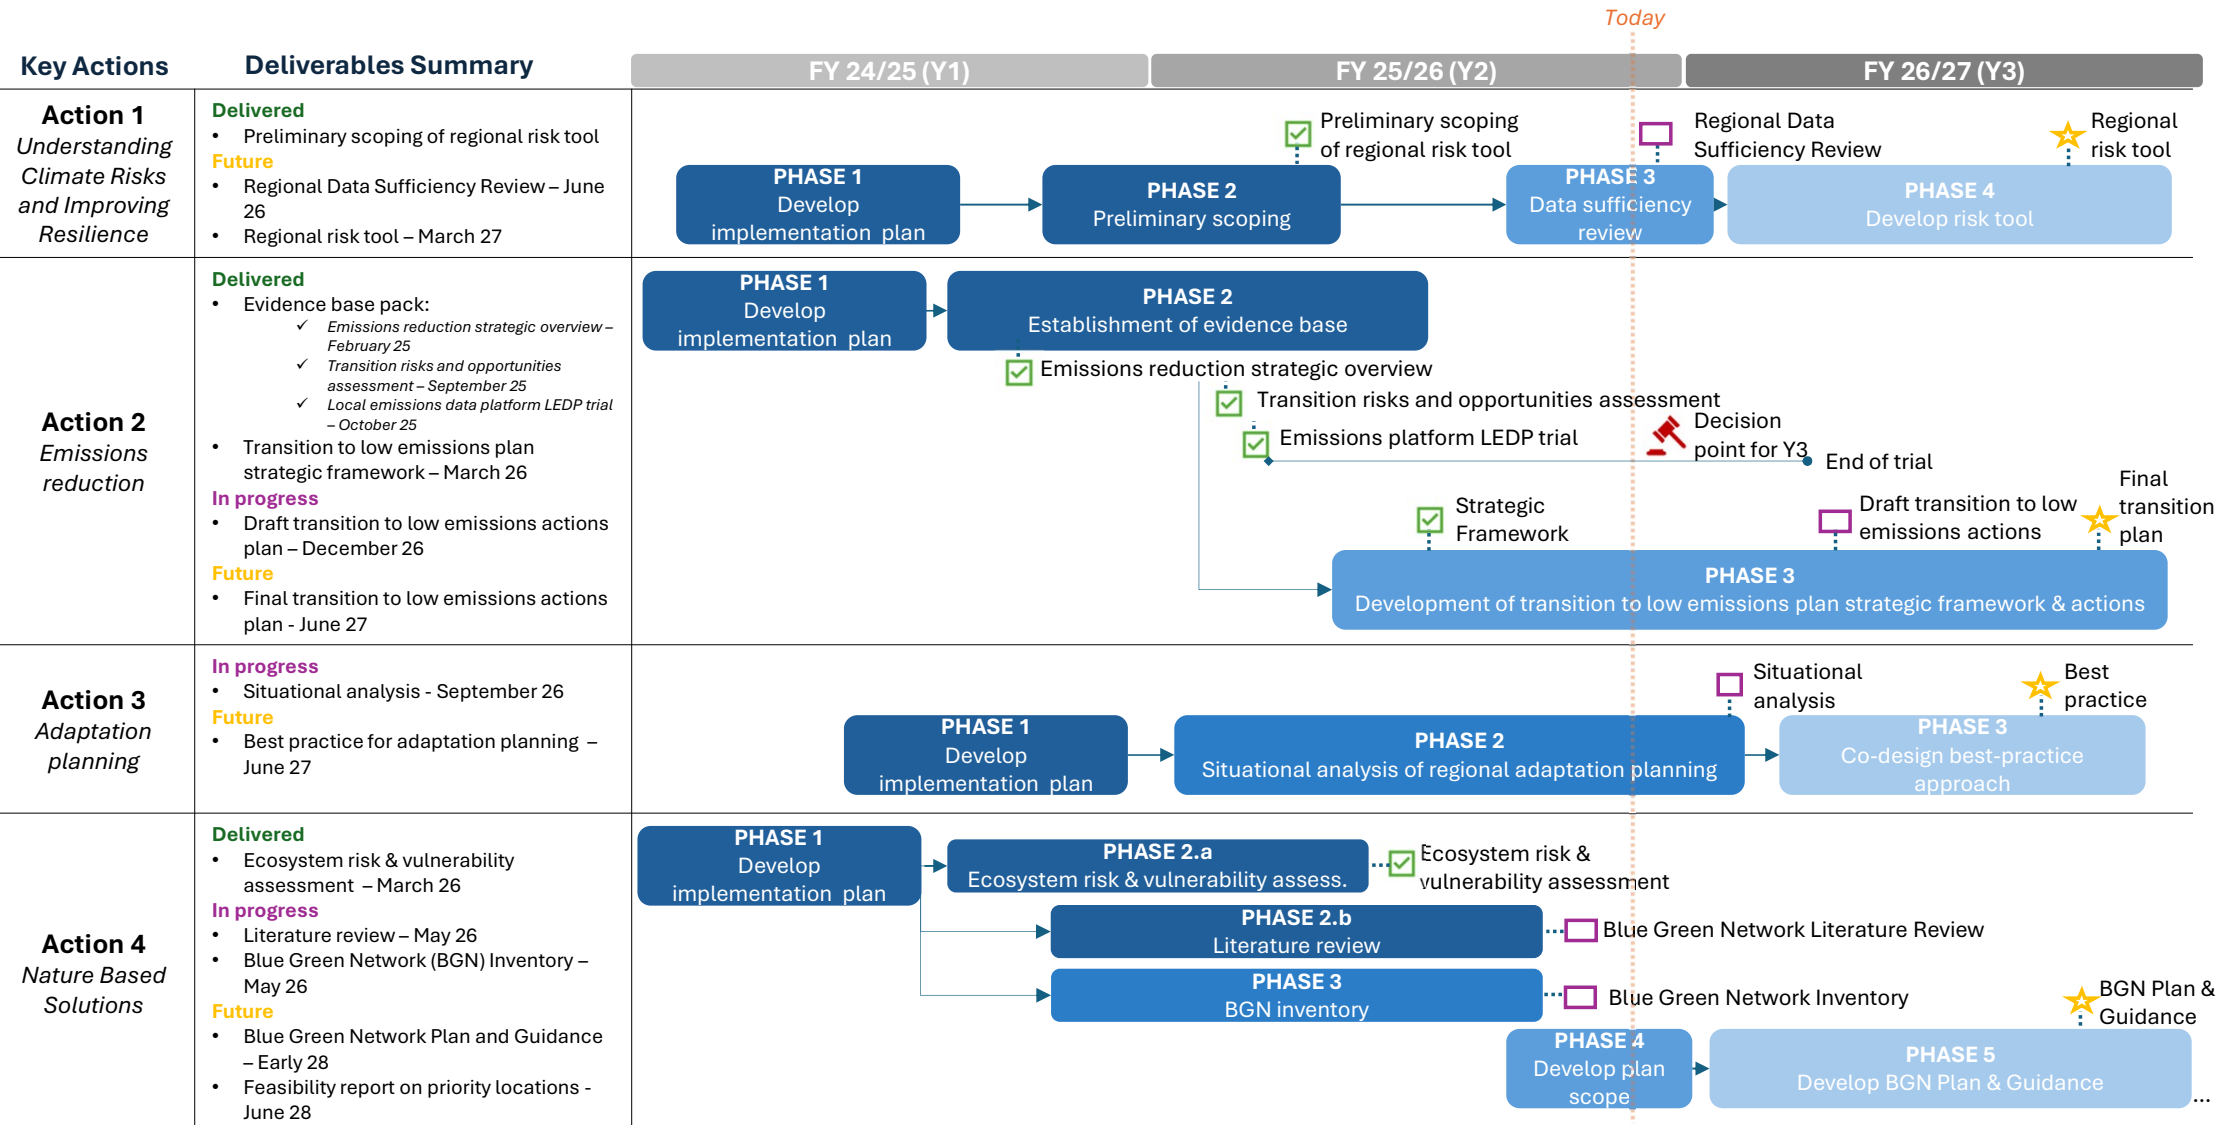 Today
Key Actions
Deliverables Summary
FY 24/25 (Y1)
FY 25/26 (Y2)
FY 26/27 (Y3)
Action 1
Understanding
Climate Risks
and Improving
Resilience
Delivered
• Preliminary scoping of regional risk tool
Future
• Regional Data Sufficiency Review – June
26
• Regional risk tool – March 27
Preliminary scoping
of regional risk tool
Regional Data
Sufficiency Review
Regional
risk tool
PHASE 1
Develop
implementation plan
PHASE 2
Preliminary scoping
PHASE 3
Data sufficiency
review
PHASE 4
Develop risk tool
Action 2
Emissions
reduction
Delivered
• Evidence base pack:
✓ Emissions reduction strategic overview –
February 25
✓ Transition risks and opportunities
assessment – September 25
✓ Local emissions data platform LEDP trial
– October 25
• Transition to low emissions plan
strategic framework – March 26
In progress
• Draft transition to low emissions actions
plan – December 26
Future
• Final transition to low emissions actions
plan - June 27
PHASE 1
Develop
implementation plan
PHASE 2
Establishment of evidence base
Emissions reduction strategic overview
Transition risks and opportunities assessment
Emissions platform LEDP trial
Decision
point for Y3
End of trial
Strategic
Framework
Draft transition to low
emissions actions
Final
transition
plan
PHASE 3
Development of transition to low emissions plan strategic framework & actions
Action 3
Adaptation
planning
In progress
• Situational analysis - September 26
Future
• Best practice for adaptation planning –
June 27
Situational
analysis
Best
practice
PHASE 1
Develop
implementation plan
PHASE 2
Situational analysis of regional adaptation planning
PHASE 3
Co-design best-practice
approach
Action 4
Nature Based
Solutions
Delivered
• Ecosystem risk & vulnerability
assessment – March 26
In progress
• Literature review – May 26
• Blue Green Network (BGN) Inventory –
May 26
Future
• Blue Green Network Plan and Guidance
– Early 28
• Feasibility report on priority locations -
June 28
PHASE 1
Develop
implementation plan
PHASE 2.a
Ecosystem risk & vulnerability assess.
Ecosystem risk &
vulnerability assessment
PHASE 2.b
Literature review
Blue Green Network Literature Review
PHASE 3
BGN inventory
Blue Green Network Inventory
BGN Plan &
Guidance
PHASE 4
Develop plan
scope
PHASE 5
Develop BGN Plan & Guidance
...